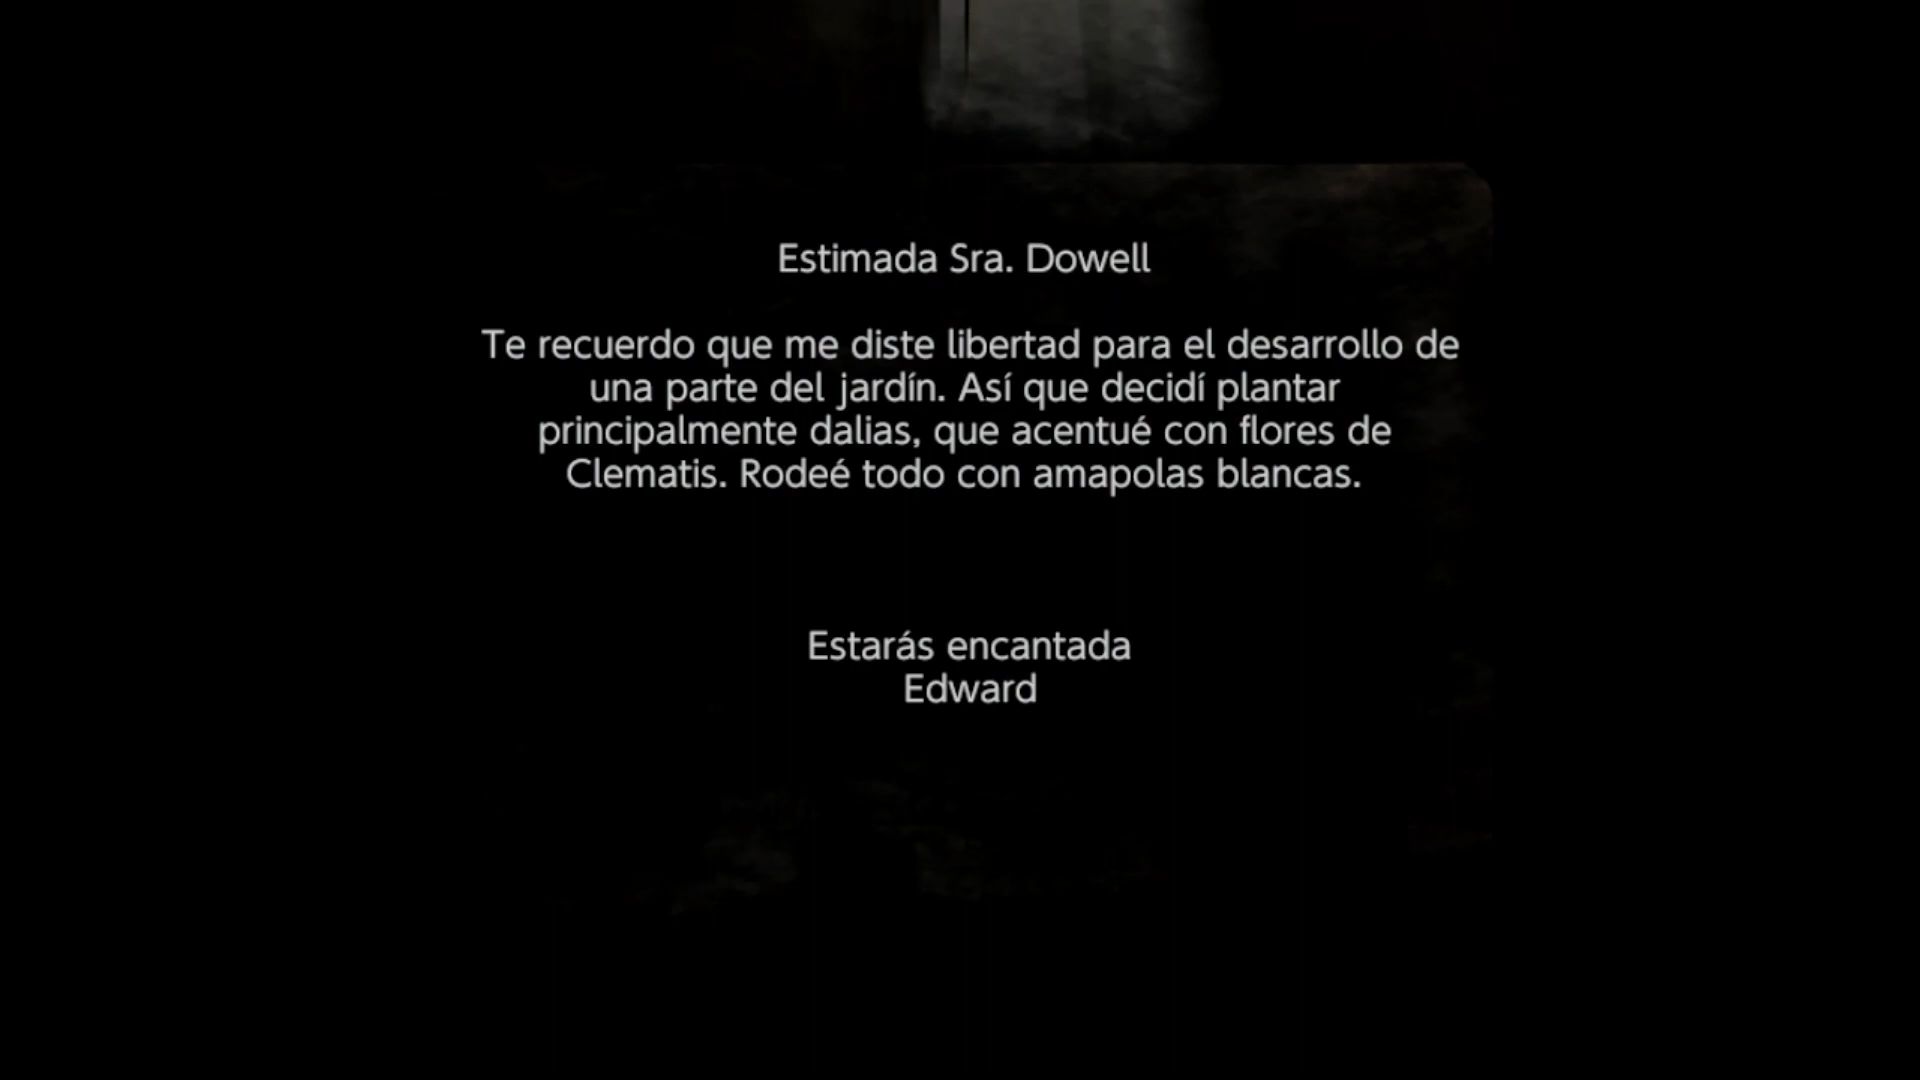 Estimada Sra. Dowell
Te recuerdo que me diste libertad para el desarrollo de
una parte del jardín. Así que decidí plantar
principalmente dalias, que acentué con flores de
Clematis. Rodeé todo con amapolas blancas.
Estarás encantada
Edward